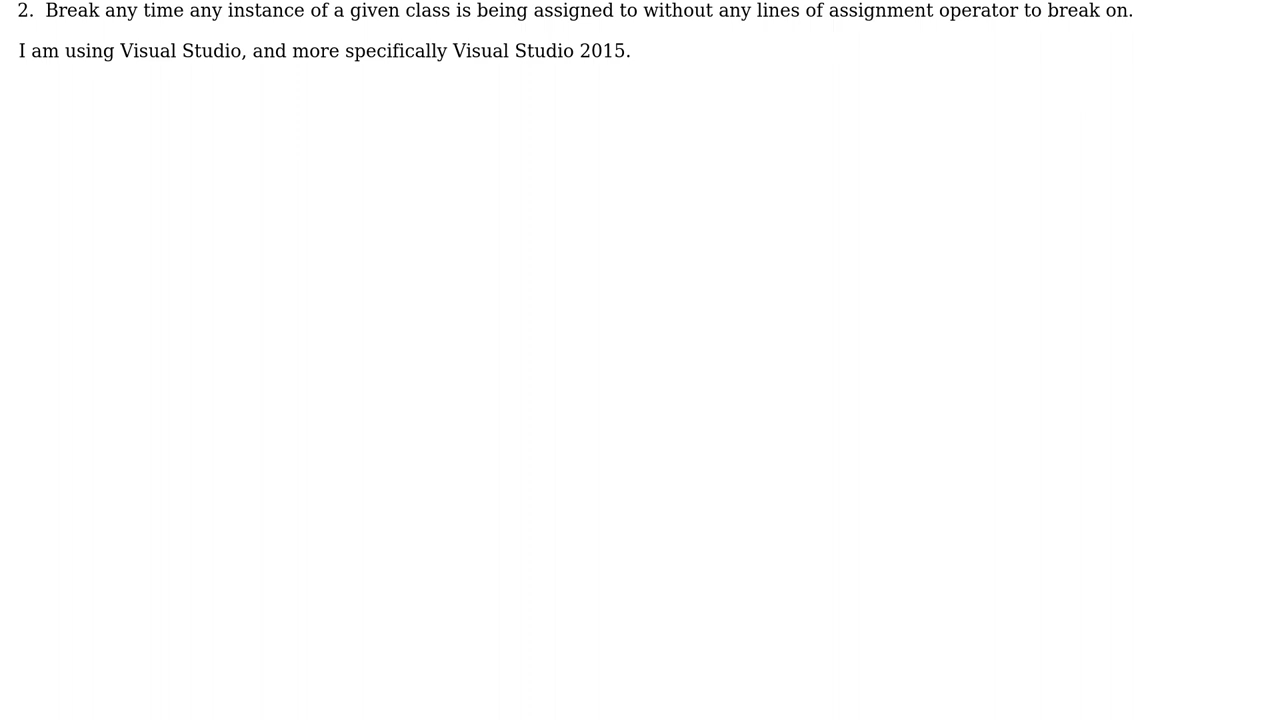 2. Break any time any instance of a given class is being assigned to without any lines of assignment operator to break on.
I am using Visual Studio, and more specifically Visual Studio 2015.